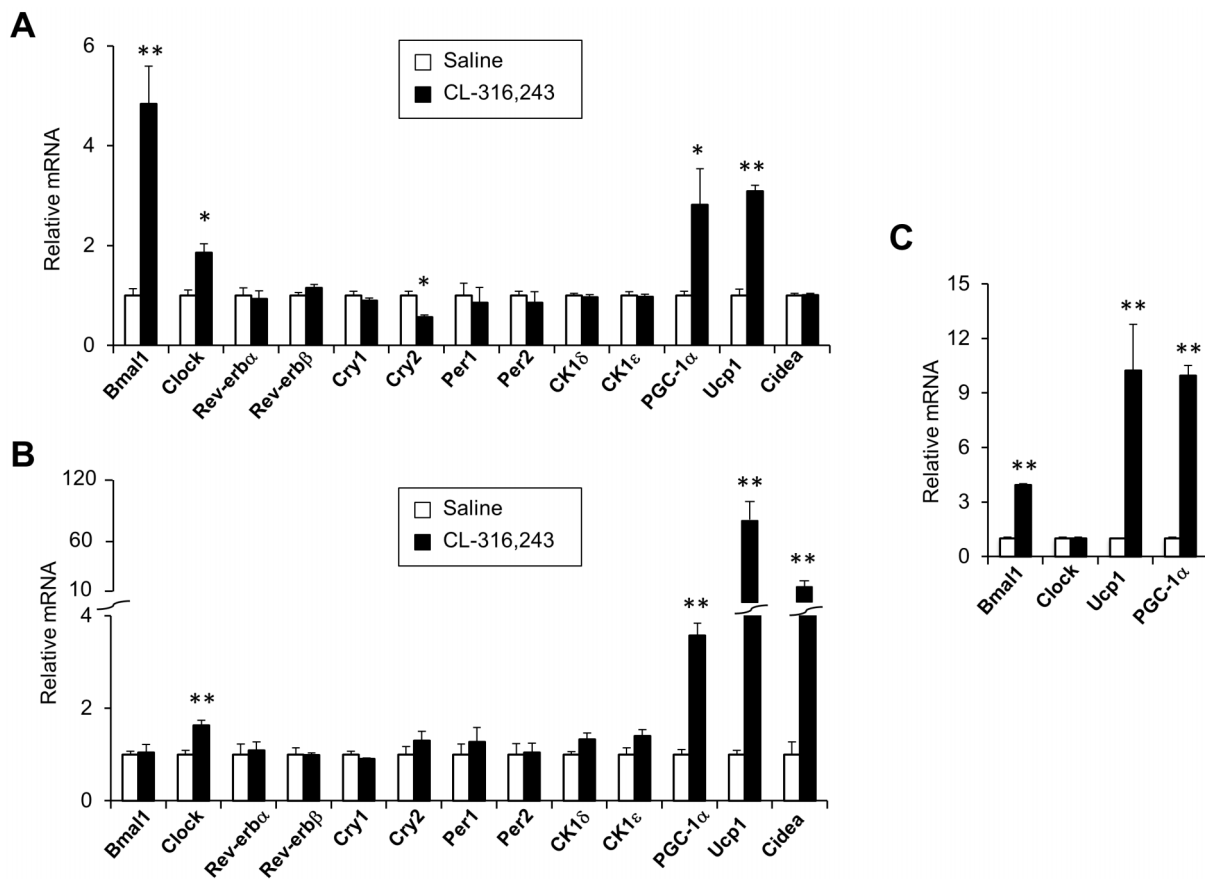 A
6
4
2
0
Relative mRNA
Saline
CL-316,243
**
*
*
*
**
Bmal1
Clock
Rev-erbα
Rev-erbβ
Cry1
Cry2
Per1
Per2
CK1δ
CK1ε
PGC-1α
Ucp1
Cidea
B
120
60
10
4
2
0
Relative mRNA
Saline
CL-316,243
**
**
**
**
Bmal1
Clock
Rev-erbα
Rev-erbβ
Cry1
Cry2
Per1
Per2
CK1δ
CK1ε
PGC-1α
Ucp1
Cidea
C
15
12
9
6
3
0
Relative mRNA
**
**
**
Bmal1
Clock
Ucp1
PGC-1α